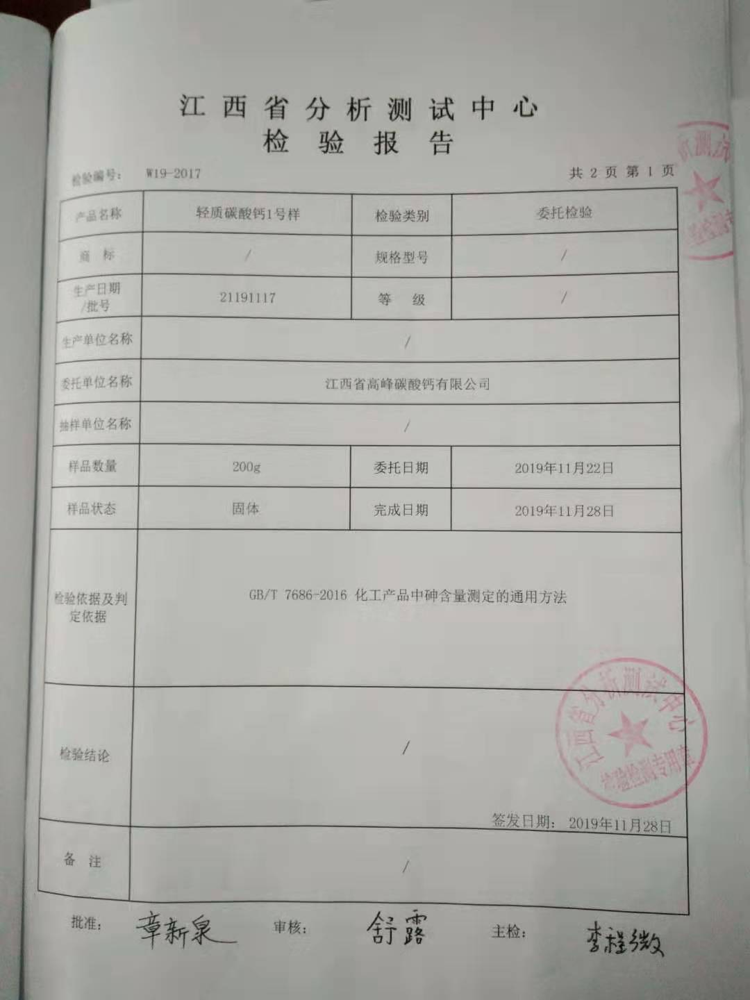 江西省分析测试中心
检验报告
检验编号： W19-2017 共 2 页 第 1 页
产品名称 轻质碳酸钙1号样 检验类别 委托检验
商 标 / 规格型号 /
生产日期
/批号 21191117 等 级 /
生产单位名称 /
委托单位名称 江西省高峰碳酸钙有限公司
抽样单位名称 /
样品数量 200g 委托日期 2019年11月22日
样品状态 固体 完成日期 2019年11月28日
检验依据及判
定依据 GB/T 7686-2016 化工产品中砷含量测定的通用方法
检验结论 /
江西省分析测试中心
检验检测专用章
签发日期： 2019年11月28日
备 注 /
批准： 章新泉 审核： 舒露 主检： 李程微